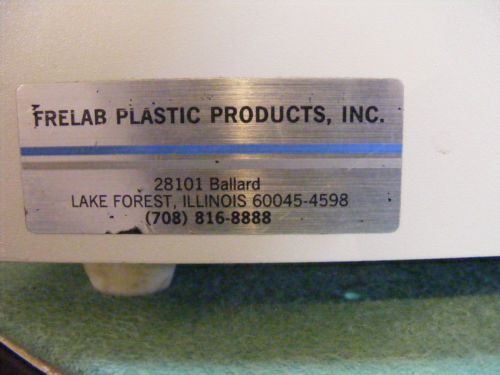 FRELAB PLASTIC PRODUCTS, INC.
28101 Ballard
LAKE FOREST, ILLINOIS 60045-4598
(708) 816-8888